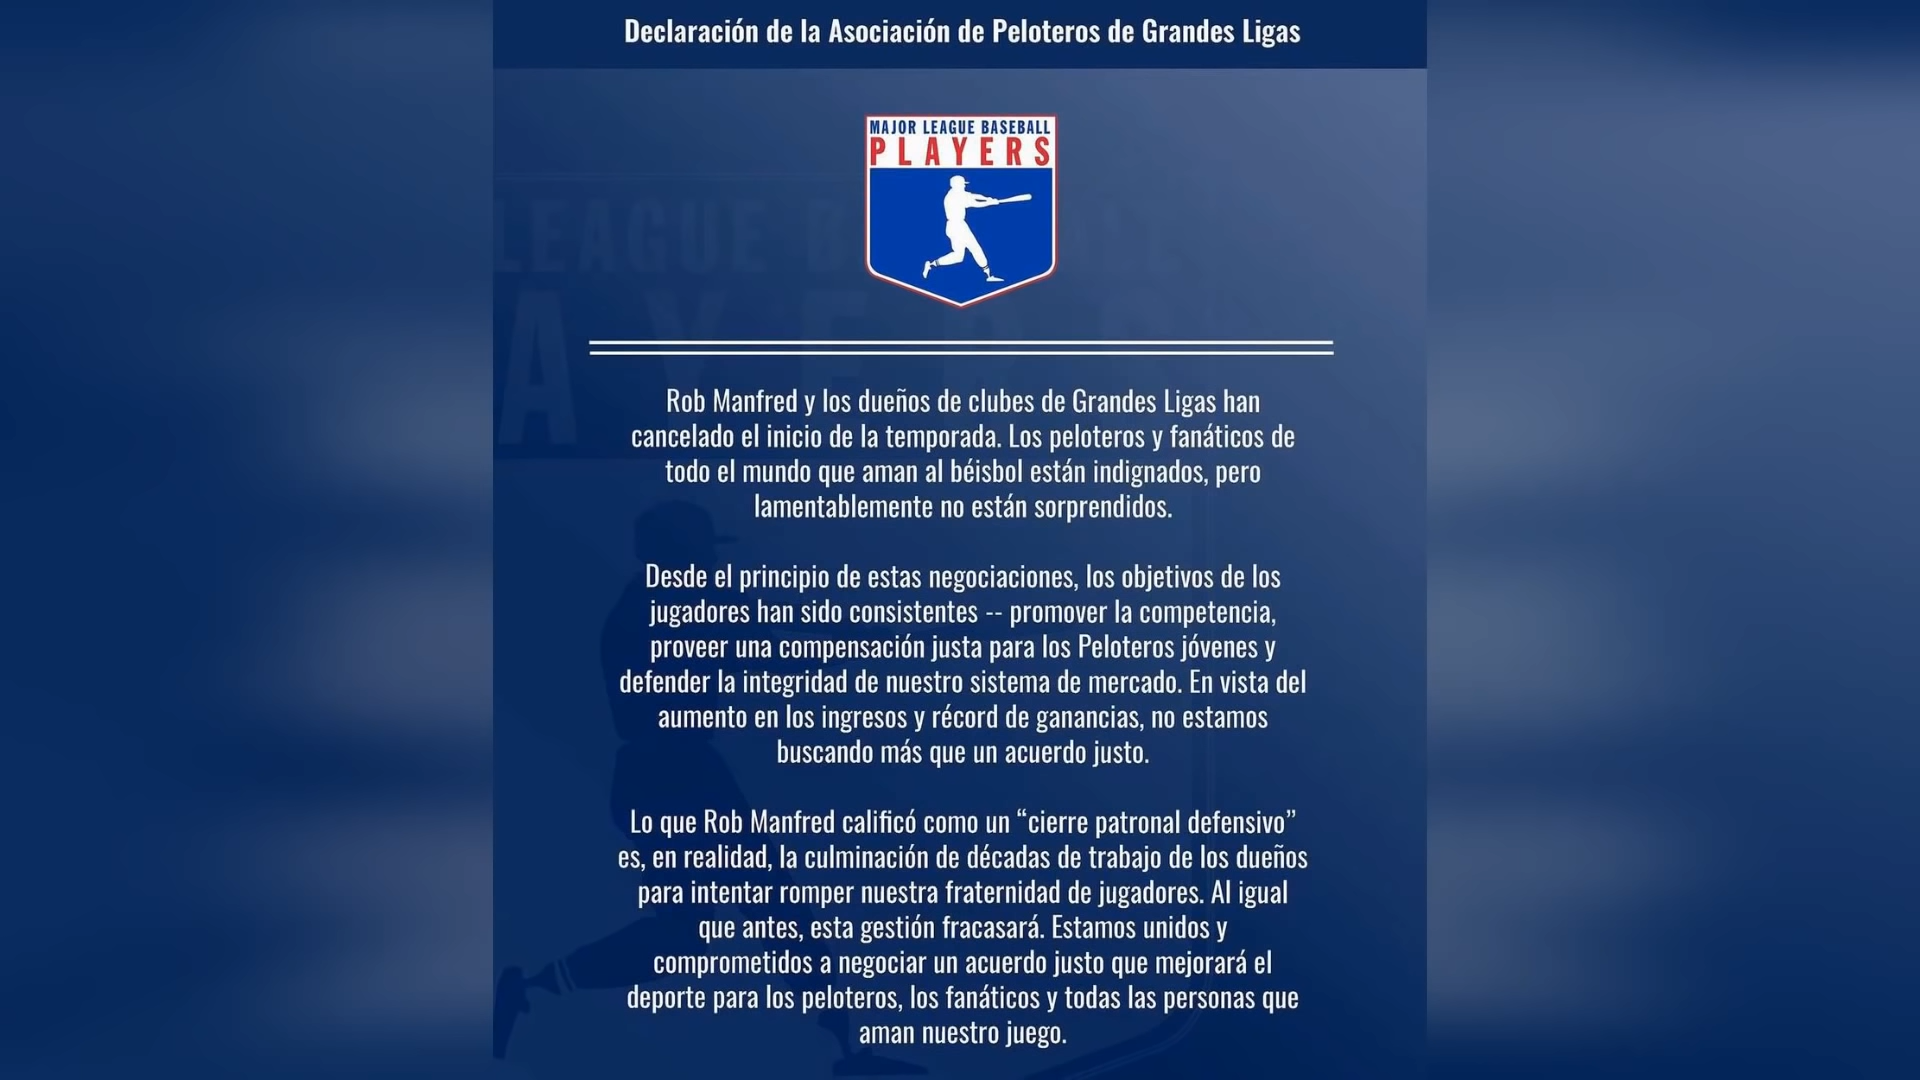 Declaración de la Asociación de Peloteros de Grandes Ligas
MAJOR LEAGUE BASEBALL
PLAYERS
Rob Manfred y los dueños de clubes de Grandes Ligas han
cancelado el inicio de la temporada. Los peloteros y fanáticos de
todo el mundo que aman al béisbol están indignados, pero
lamentablemente no están sorprendidos.
Desde el principio de estas negociaciones, los objetivos de los
jugadores han sido consistentes -- promover la competencia,
proveer una compensación justa para los Peloteros jóvenes y
defender la integridad de nuestro sistema de mercado. En vista del
aumento en los ingresos y récord de ganancias, no estamos
buscando más que un acuerdo justo.
Lo que Rob Manfred calificó como un “cierre patronal defensivo”
es, en realidad, la culminación de décadas de trabajo de los dueños
para intentar romper nuestra fraternidad de jugadores. Al igual
que antes, esta gestión fracasará. Estamos unidos y
comprometidos a negociar un acuerdo justo que mejorará el
deporte para los peloteros, los fanáticos y todas las personas que
aman nuestro juego.